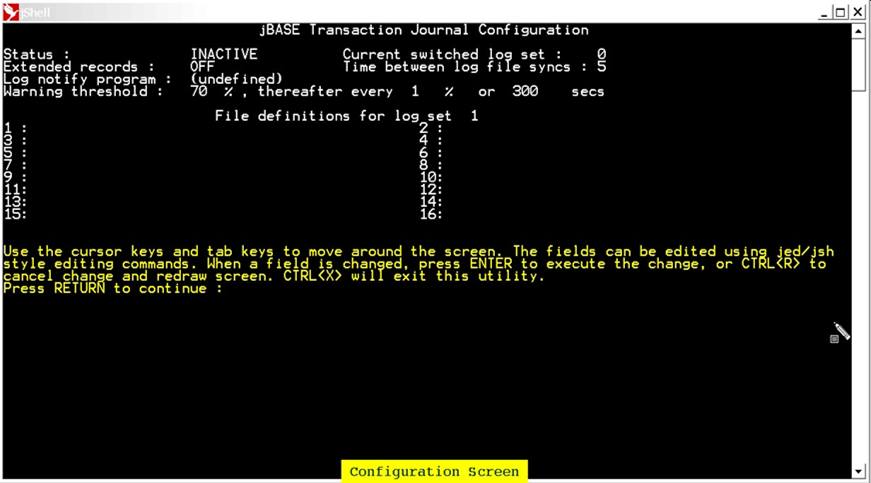 jShell
jBASE Transaction Journal Configuration
Status : INACTIVE Current switched log set : 0
Extended records : OFF Time between log file syncs : 5
Log notify program : (undefined)
Warning threshold : 70 % , thereafter every 1 % or 300 secs
File definitions for log set 1
1 : 2 :
3 : 4 :
5 : 6 :
7 : 8 :
9 : 10:
11: 12:
13: 14:
15: 16:
Use the cursor keys and tab keys to move around the screen. The fields can be edited using jed/jsh
style editing commands. When a field is changed, press ENTER to execute the change, or CTRL<R> to
cancel change and redraw screen. CTRL<X> will exit this utility.
Press RETURN to continue :
Configuration Screen